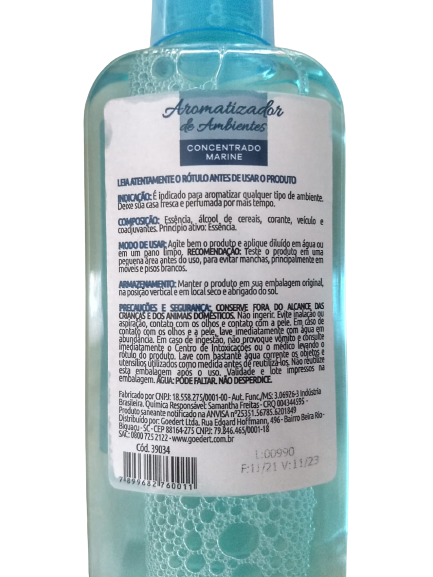 Aromatizador
de Ambientes
CONCENTRADO
MARINE
LEIA ATENTAMENTE O RÓTULO ANTES DE USAR O PRODUTO
INDICAÇÃO: É indicado para aromatizar qualquer tipo de ambiente.
Deixe sua casa fresca e perfumada por mais tempo.
COMPOSIÇÃO: Essência, álcool de cereais, corante, veículo e
coadjuvantes. Princípio ativo: Essência.
MODO DE USAR: Agite bem o produto e aplique diluído em água ou
em um pano limpo. RECOMENDAÇÃO: Teste o produto em uma
pequena área antes do uso, para evitar manchas, principalmente em
móveis e pisos brancos.
ARMAZENAMENTO: Manter o produto em sua embalagem original,
na posição vertical e em local seco e abrigado do sol.
PRECAUÇÕES E SEGURANÇA: CONSERVE FORA DO ALCANCE DAS
CRIANÇAS E DOS ANIMAIS DOMÉSTICOS. Não ingerir. Evite inalação ou
aspiração, contato com os olhos e contato com a pele. Em caso de
contato com os olhos e a pele, lave imediatamente com água em
abundância. Em caso de ingestão, não provoque vômito e consulte
imediatamente o Centro de Intoxicações ou o médico levando o
rótulo do produto. Lave com bastante água corrente os objetos e
utensílios utilizados como medida antes de reutilizá-los. Não reutilize
esta embalagem após o uso. Validade e lote impressos na
embalagem. ÁGUA: PODE FALTAR. NÃO DESPERDICE.
Fabricado por CNPJ: 18.558.275/0001-00 - Aut. Func./MS: 3.06926-3 Indústria
Brasileira. Química Responsável: Samantha Freitas - CRQ 004344595 -
Produto saneante notificado na ANVISA nº25351.56785.6201849
Distribuído por: Goedert Ltda. Rua Edgard Hoffmann, 496 - Bairro Beira Rio-
Biguaçu - SC - CEP 88164-275 CNPJ: 79.846.465/0001-18
SAC: 0800 725 2122 - www.goedert.com.br
Cód. 39034
L:00990
F:11/21 V:11/23
7 899682 760011